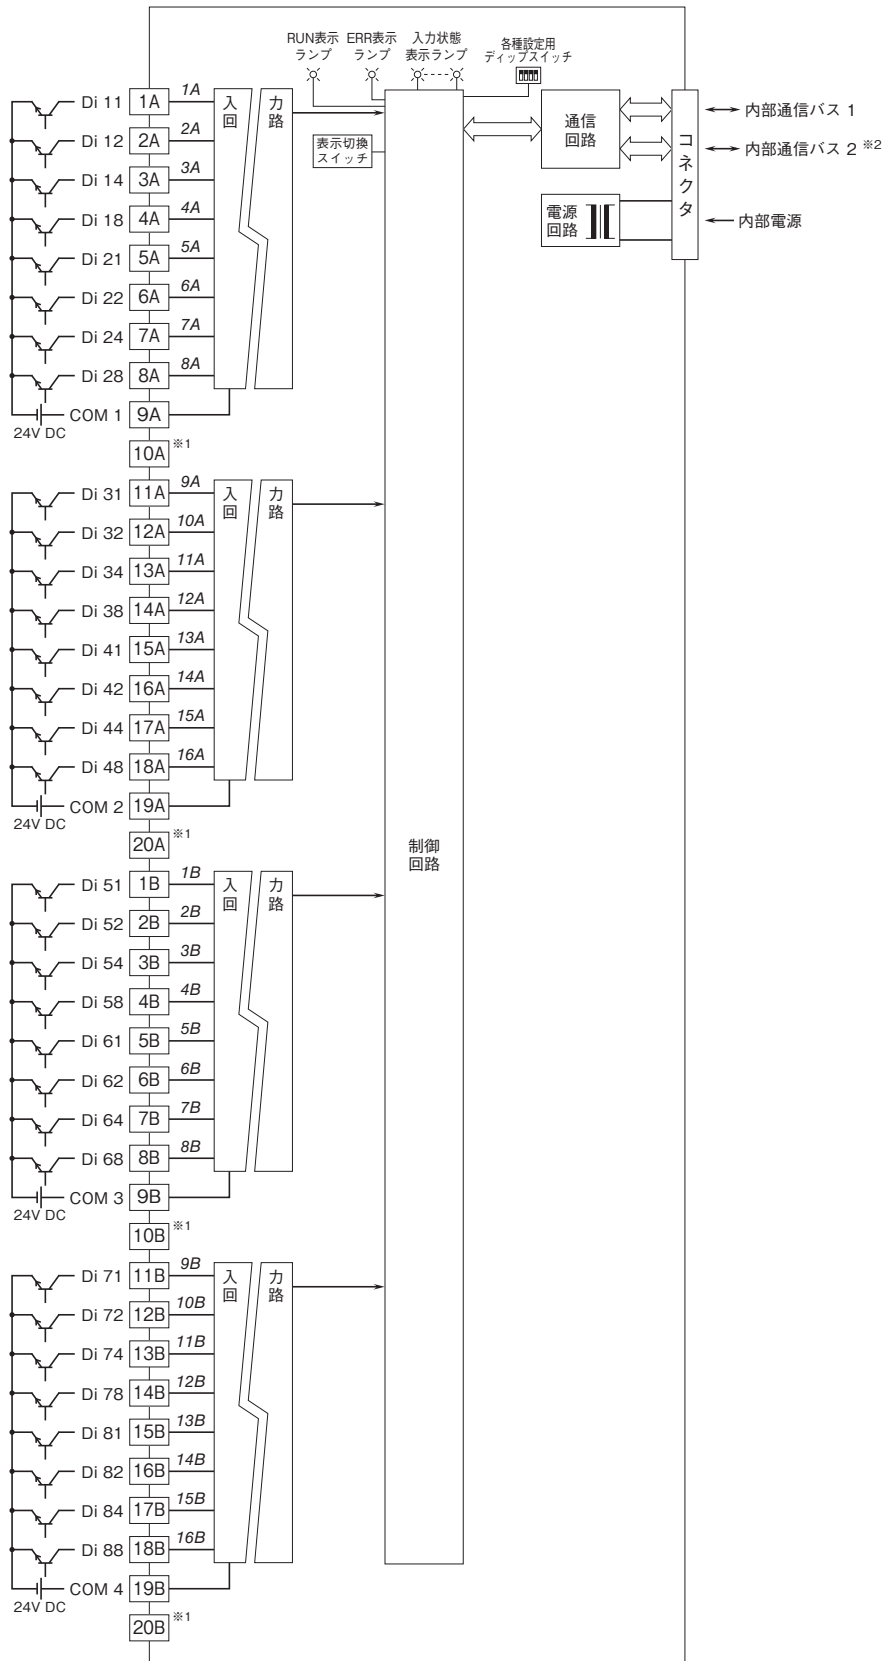 RUN表示
ランプ
ERR表示
ランプ
入力状態
表示ランプ
各種設定用
ディップスイッチ
表示切換
スイッチ
通信
回路
電源
回路
コネクタ
内部通信バス 1
内部通信バス 2 ※2
内部電源
制御
回路
Di 11 1A 1A
Di 12 2A 2A
Di 14 3A 3A
Di 18 4A 4A
Di 21 5A 5A
Di 22 6A 6A
Di 24 7A 7A
Di 28 8A 8A
COM 1 9A
24V DC
10A ※1
入 力
回 路
Di 31 11A 9A
Di 32 12A 10A
Di 34 13A 11A
Di 38 14A 12A
Di 41 15A 13A
Di 42 16A 14A
Di 44 17A 15A
Di 48 18A 16A
COM 2 19A
24V DC
20A ※1
入 力
回 路
Di 51 1B 1B
Di 52 2B 2B
Di 54 3B 3B
Di 58 4B 4B
Di 61 5B 5B
Di 62 6B 6B
Di 64 7B 7B
Di 68 8B 8B
COM 3 9B
24V DC
10B ※1
入 力
回 路
Di 71 11B 9B
Di 72 12B 10B
Di 74 13B 11B
Di 78 14B 12B
Di 81 15B 13B
Di 82 16B 14B
Di 84 17B 15B
Di 88 18B 16B
COM 4 19B
24V DC
20B ※1
入 力
回 路